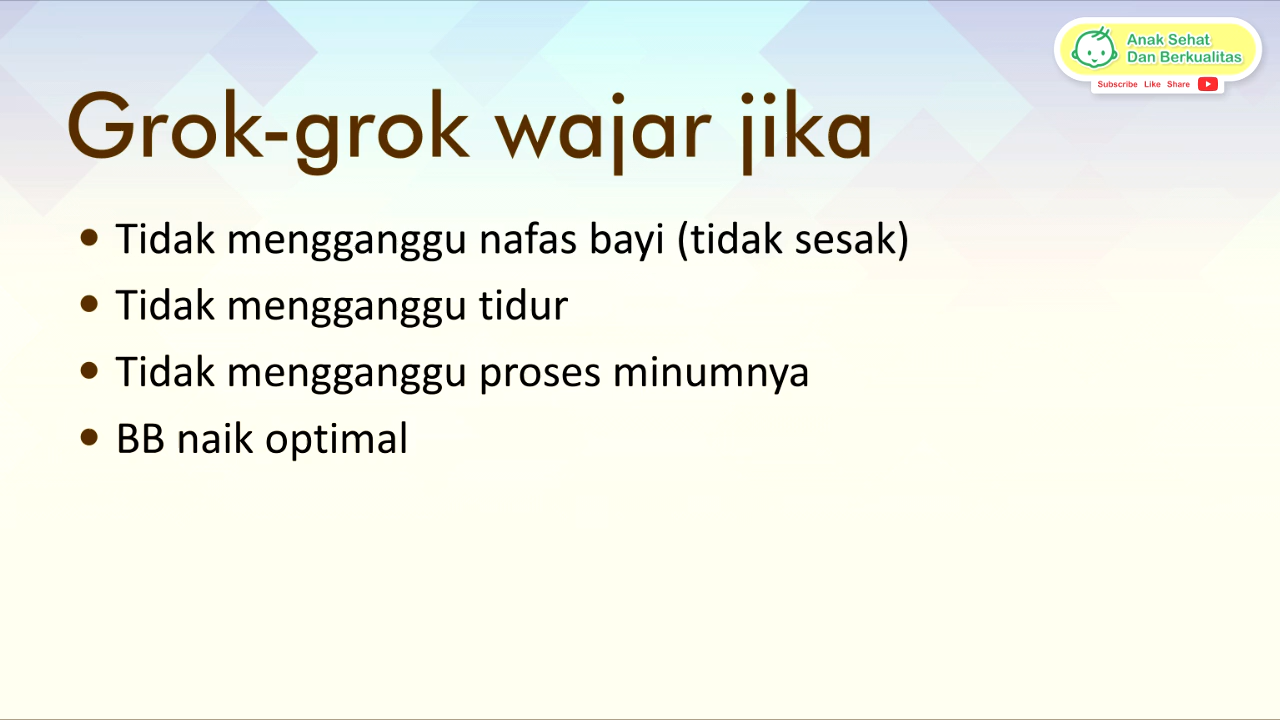 Anak Sehat
Dan Berkualitas
Subscribe Like Share
Grok-grok wajar jika
• Tidak mengganggu nafas bayi (tidak sesak)
• Tidak mengganggu tidur
• Tidak mengganggu proses minumnya
• BB naik optimal